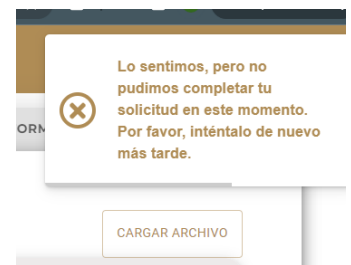 Lo sentimos, pero no
pudimos completar tu
solicitud en este momento.
Por favor, inténtalo de nuevo
más tarde.
ORM
CARGAR ARCHIVO